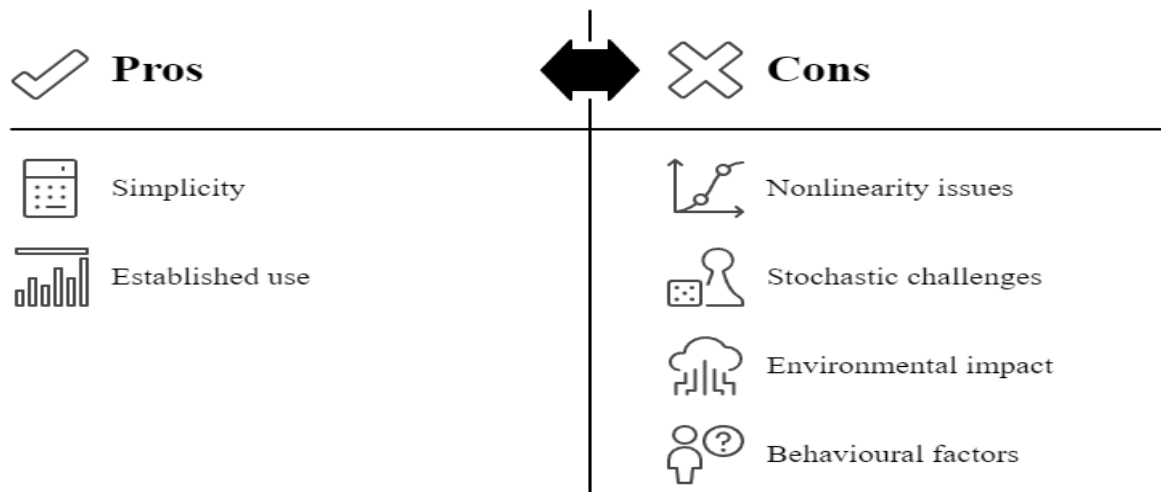 Pros
Cons
Simplicity
Nonlinearity issues
Established use
Stochastic challenges
Environmental impact
Behavioural factors